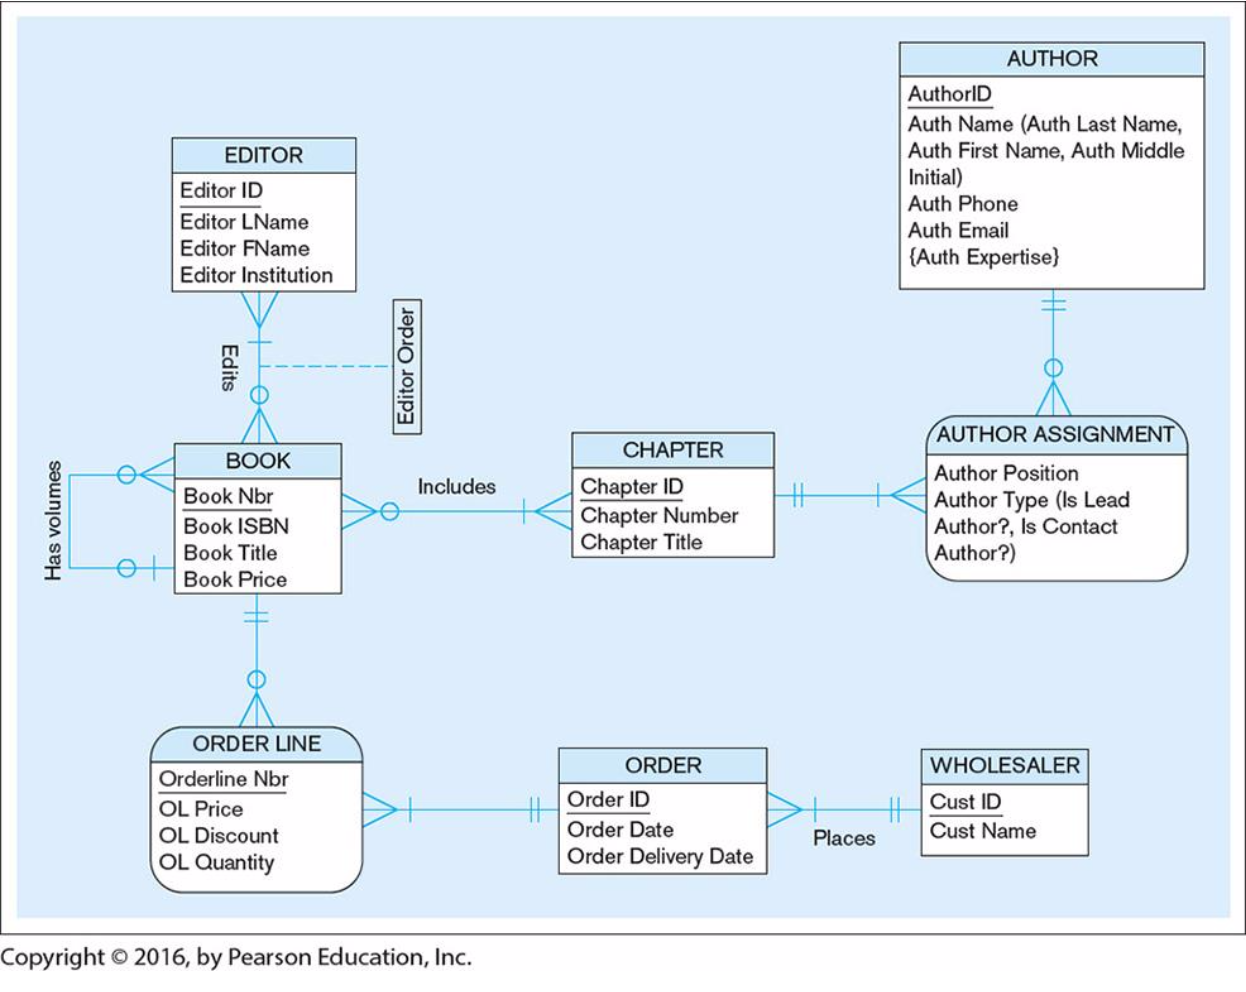 AUTHOR
AuthorID
Auth Name (Auth Last Name,
Auth First Name, Auth Middle
Initial)
Auth Phone
Auth Email
{Auth Expertise}
EDITOR
Editor ID
Editor LName
Editor FName
Editor Institution
Edits
Editor Order
BOOK
Book Nbr
Book ISBN
Book Title
Book Price
Has volumes
Includes
CHAPTER
Chapter ID
Chapter Number
Chapter Title
AUTHOR ASSIGNMENT
Author Position
Author Type (Is Lead
Author?, Is Contact
Author?)
ORDER LINE
Orderline Nbr
OL Price
OL Discount
OL Quantity
ORDER
Order ID
Order Date
Order Delivery Date
Places
WHOLESALER
Cust ID
Cust Name
Copyright © 2016, by Pearson Education, Inc.